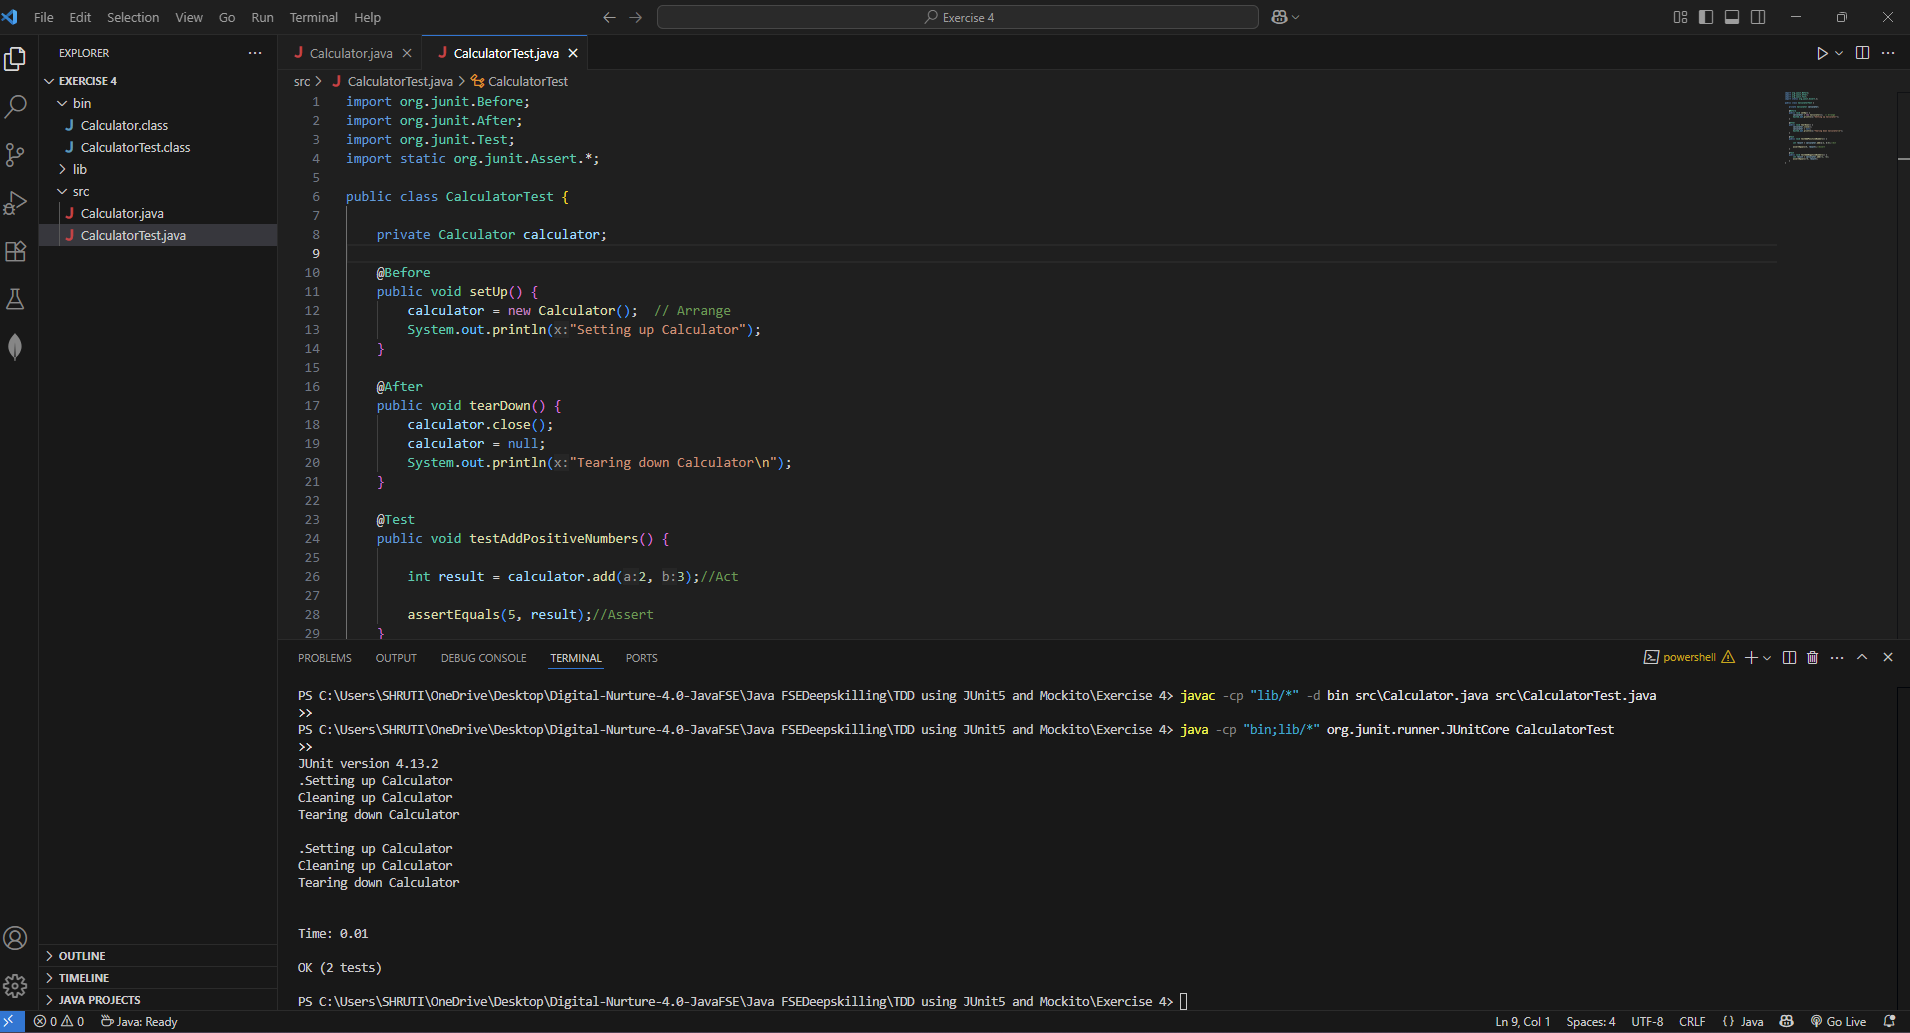 File Edit Selection View Go Run Terminal Help
Exercise 4
EXPLORER
EXERCISE 4
bin
J Calculator.class
J CalculatorTest.class
lib
src
J Calculator.java
J CalculatorTest.java
OUTLINE
TIMELINE
JAVA PROJECTS
J Calculator.java
J CalculatorTest.java
src > J CalculatorTest.java > CalculatorTest
1 import org.junit.Before;
2 import org.junit.After;
3 import org.junit.Test;
4 import static org.junit.Assert.*;
5
6 public class CalculatorTest {
7
8 private Calculator calculator;
9
10 @Before
11 public void setUp() {
12 calculator = new Calculator();  // Arrange
13 System.out.println(x:"Setting up Calculator");
14 }
15
16 @After
17 public void tearDown() {
18 calculator.close();
19 calculator = null;
20 System.out.println(x:"Tearing down Calculator\n");
21 }
22
23 @Test
24 public void testAddPositiveNumbers() {
25
26 int result = calculator.add(a:2, b:3);//Act
27
28 assertEquals(5, result);//Assert
29 }
PROBLEMS OUTPUT DEBUG CONSOLE TERMINAL PORTS
powershell
PS C:\Users\SHRUTI\OneDrive\Desktop\Digital-Nurture-4.0-JavaFSE\Java FSEDeepskilling\TDD using JUnit5 and Mockito\Exercise 4> javac -cp "lib/*" -d bin src\Calculator.java src\CalculatorTest.java
>>
PS C:\Users\SHRUTI\OneDrive\Desktop\Digital-Nurture-4.0-JavaFSE\Java FSEDeepskilling\TDD using JUnit5 and Mockito\Exercise 4> java -cp "bin;lib/*" org.junit.runner.JUnitCore CalculatorTest
>>
JUnit version 4.13.2
.Setting up Calculator
Cleaning up Calculator
Tearing down Calculator
.Setting up Calculator
Cleaning up Calculator
Tearing down Calculator
Time: 0.01
OK (2 tests)
PS C:\Users\SHRUTI\OneDrive\Desktop\Digital-Nurture-4.0-JavaFSE\Java FSEDeepskilling\TDD using JUnit5 and Mockito\Exercise 4>
0 0 Java: Ready
Ln 9, Col 1 Spaces: 4 UTF-8 CRLF {} Java Go Live